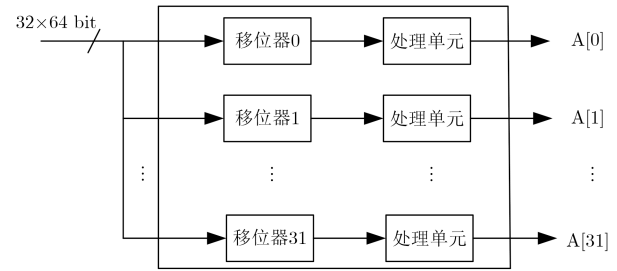 32×64 bit
移位器0 处理单元 A[0]
移位器1 处理单元 A[1]
⋮ ⋮ ⋮ ⋮
移位器31 处理单元 A[31]